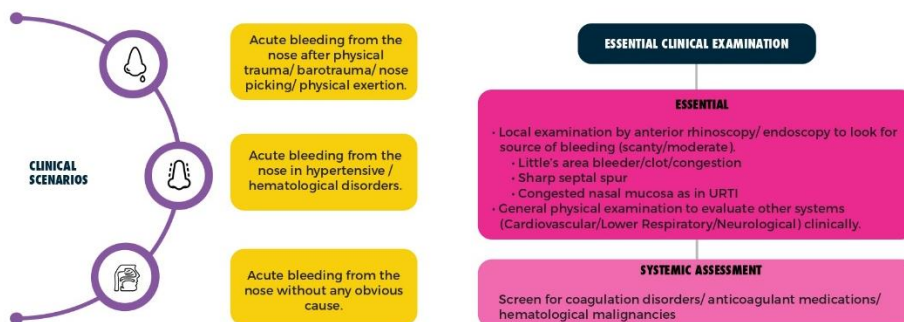 CLINICAL
SCENARIOS
Acute bleeding from the
nose after physical
trauma/ barotrauma/ nose
picking/ physical exertion.
Acute bleeding from the
nose in hypertensive /
hematological disorders.
Acute bleeding from the
nose without any obvious
cause.
ESSENTIAL CLINICAL EXAMINATION
ESSENTIAL
• Local examination by anterior rhinoscopy/ endoscopy to look for
source of bleeding (scanty/moderate).
• Little's area bleeder/clot/congestion
• Sharp septal spur
• Congested nasal mucosa as in URTI
• General physical examination to evaluate other systems
(Cardiovascular/Lower Respiratory/Neurological) clinically.
SYSTEMIC ASSESSMENT
Screen for coagulation disorders/ anticoagulant medications/
hematological malignancies